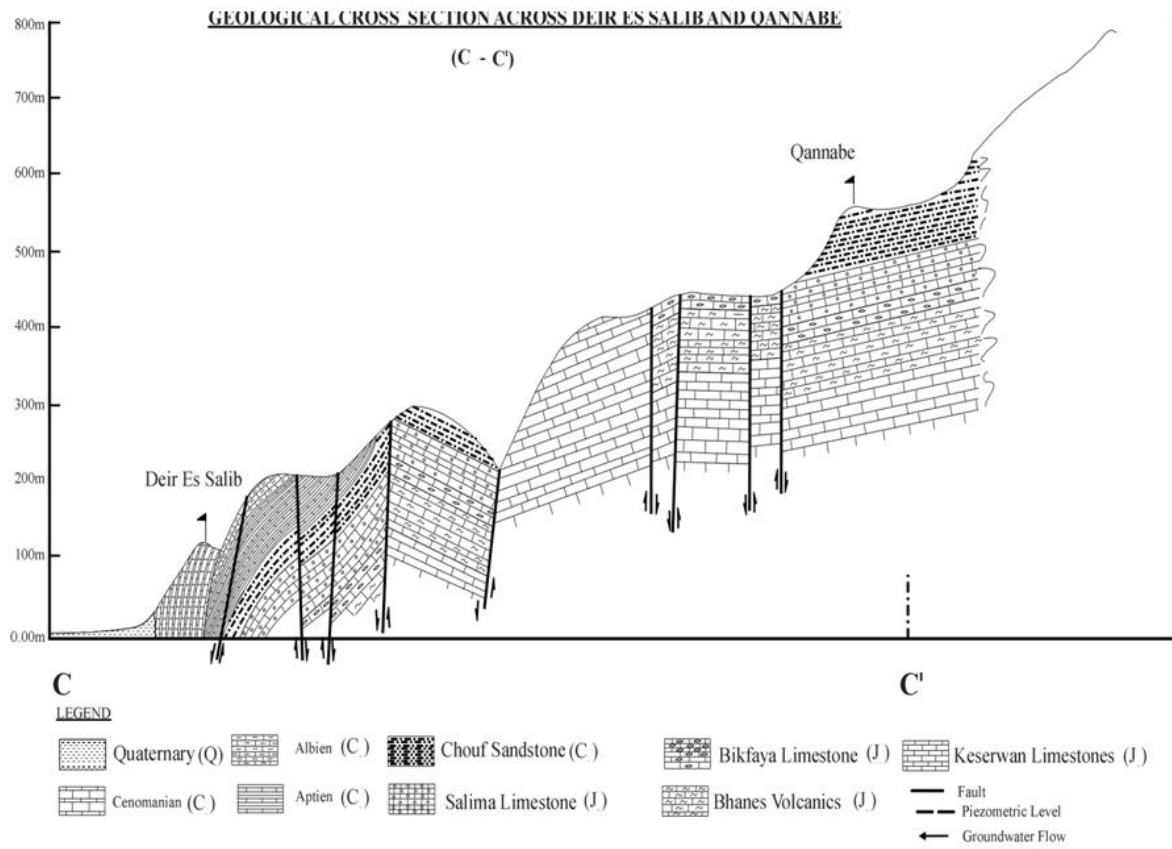 GEOLOGICAL CROSS SECTION ACROSS DEIR ES SALIB AND QANNABE
(C - C')
800m
700m
600m
500m
400m
300m
200m
100m
0.00m
Qannabe
Deir Es Salib
C
C'
LEGEND
Quaternary (Q)
Albien (C)
Chouf Sandstone (C)
Bikfaya Limestone (J)
Keserwan Limestones (J)
Cenomanian (C)
Aptien (C)
Salima Limestone (J)
Bhanes Volcanics (J)
Fault
Piezometric Level
Groundwater Flow